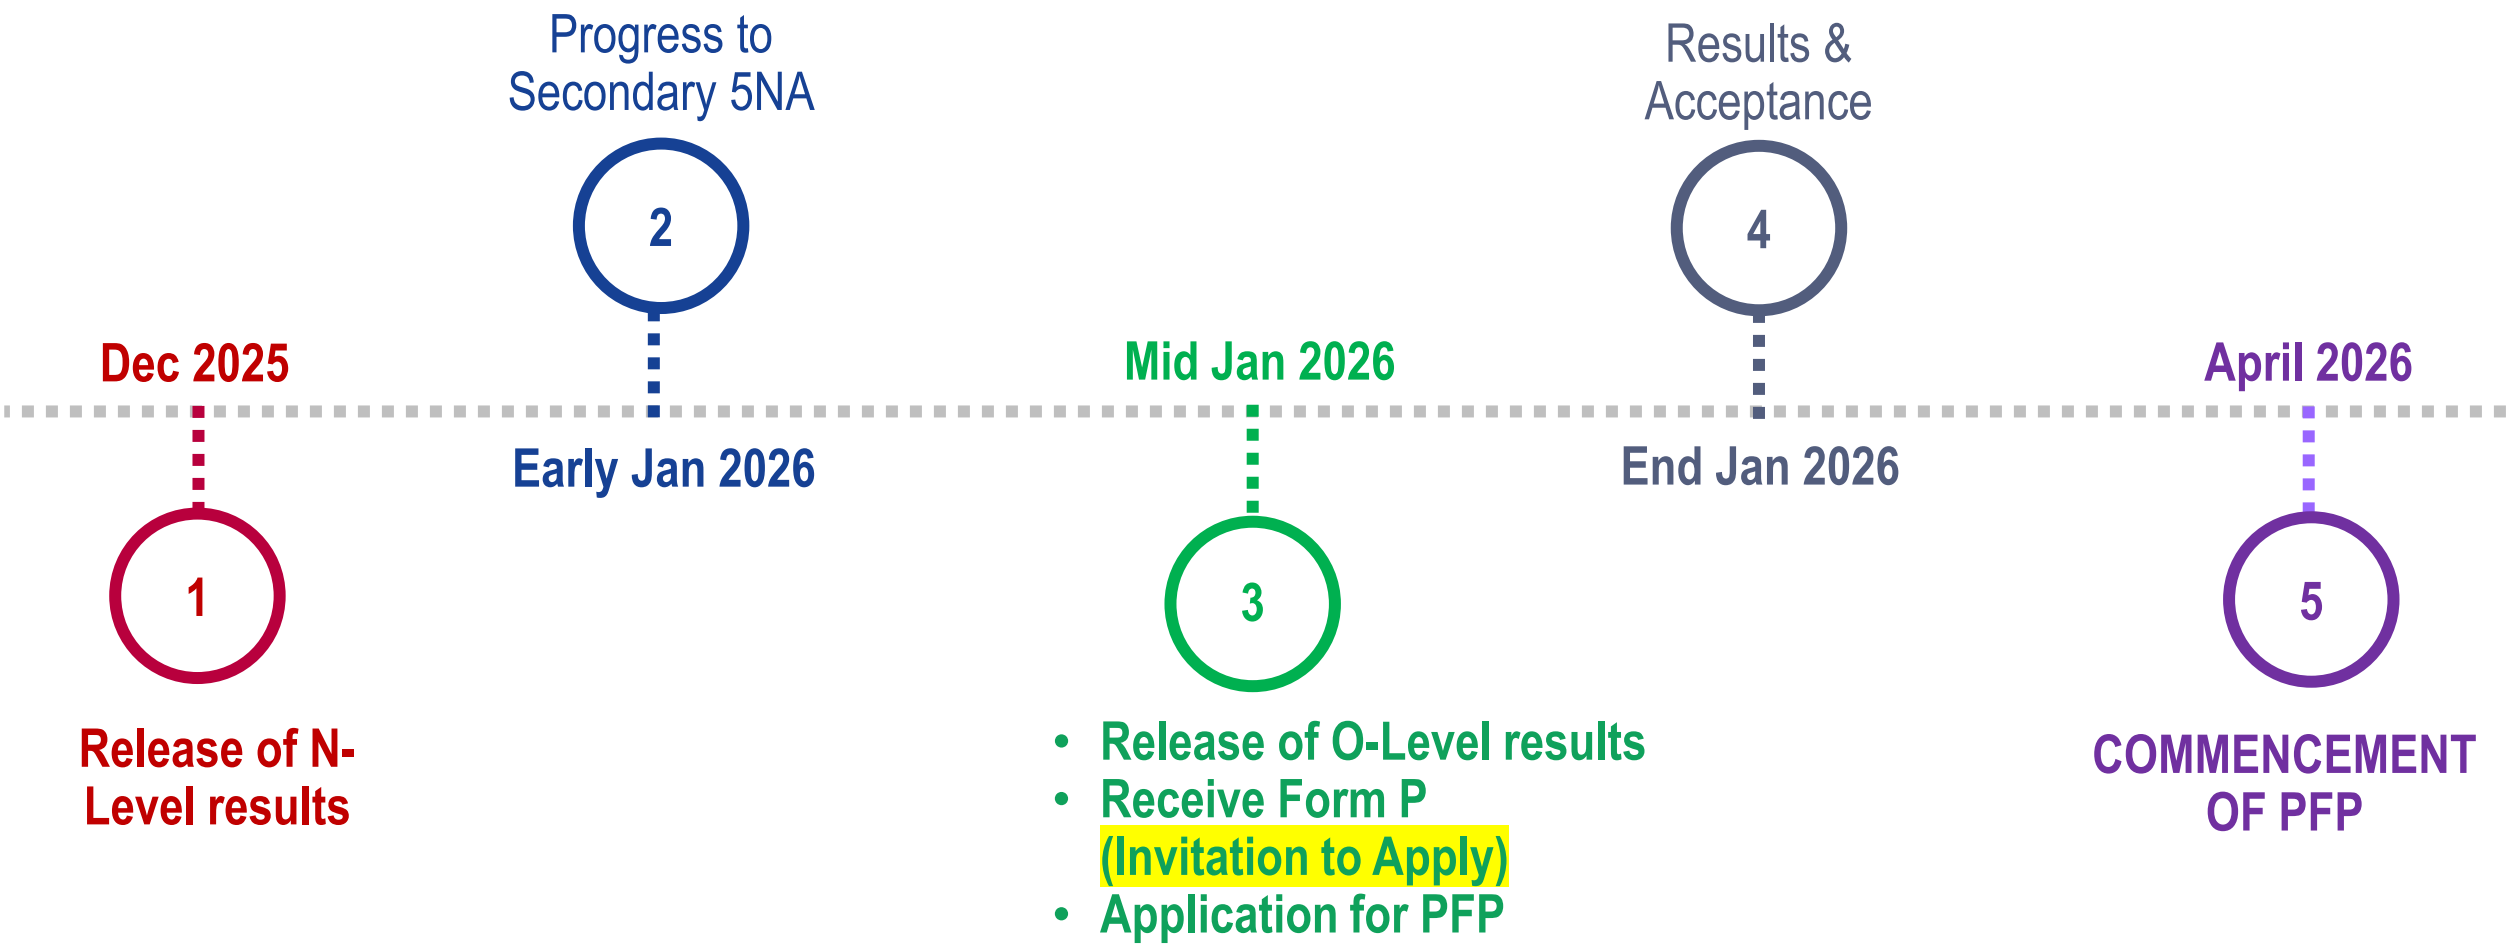 Dec 2025
1
Release of N-
Level results
Progress to
Secondary 5NA
2
Early Jan 2026
Mid Jan 2026
3
• Release of O-Level results
• Receive Form P
(Invitation to Apply)
• Application for PFP
Results &
Acceptance
4
End Jan 2026
April 2026
5
COMMENCEMENT
OF PFP